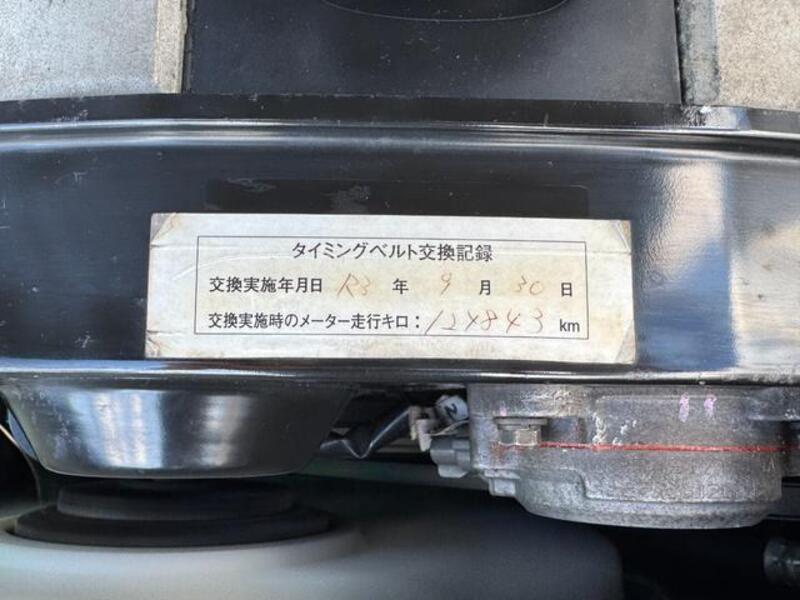 タイミングベルト交換記録
交換実施年月日 R3 年 9 月 30 日
交換実施時のメーター走行キロ：124843 km